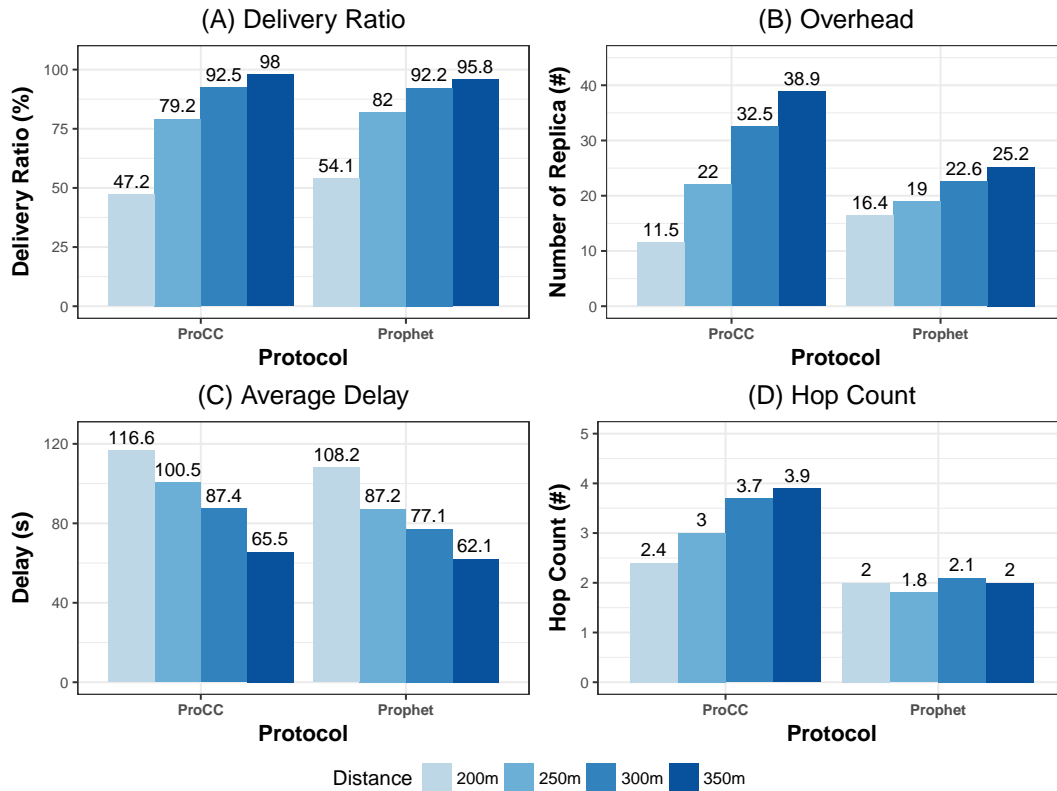 (A) Delivery Ratio
Delivery Ratio (%)
100
75
50
25
0
47.2
79.2
92.5
98
54.1
82
92.2
95.8
ProCC
Prophet
Protocol
(B) Overhead
Number of Replica (#)
40
30
20
10
0
11.5
22
32.5
38.9
16.4
19
22.6
25.2
ProCC
Prophet
Protocol
(C) Average Delay
Delay (s)
120
80
40
0
116.6
100.5
87.4
65.5
108.2
87.2
77.1
62.1
ProCC
Prophet
Protocol
(D) Hop Count
Hop Count (#)
5
4
3
2
1
0
2.4
3
3.7
3.9
2
1.8
2.1
2
ProCC
Prophet
Protocol
Distance 200m 250m 300m 350m